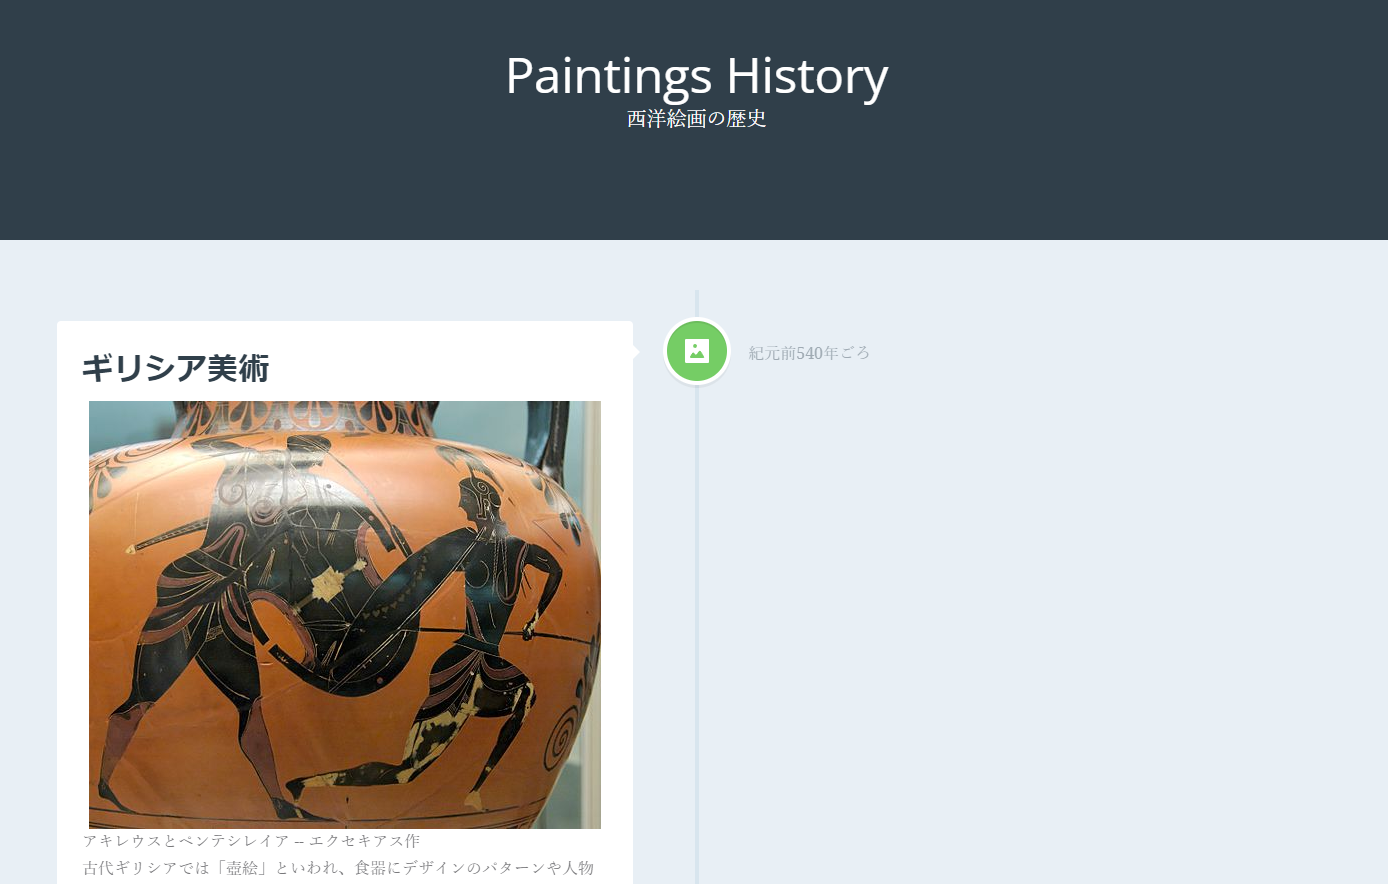 Paintings History
西洋絵画の歴史
ギリシア美術
紀元前540年ごろ
アキレウスとペンテシレイア -- エクセキアス作
古代ギリシアでは「壺絵」といわれ、食器にデザインのパターンや人物